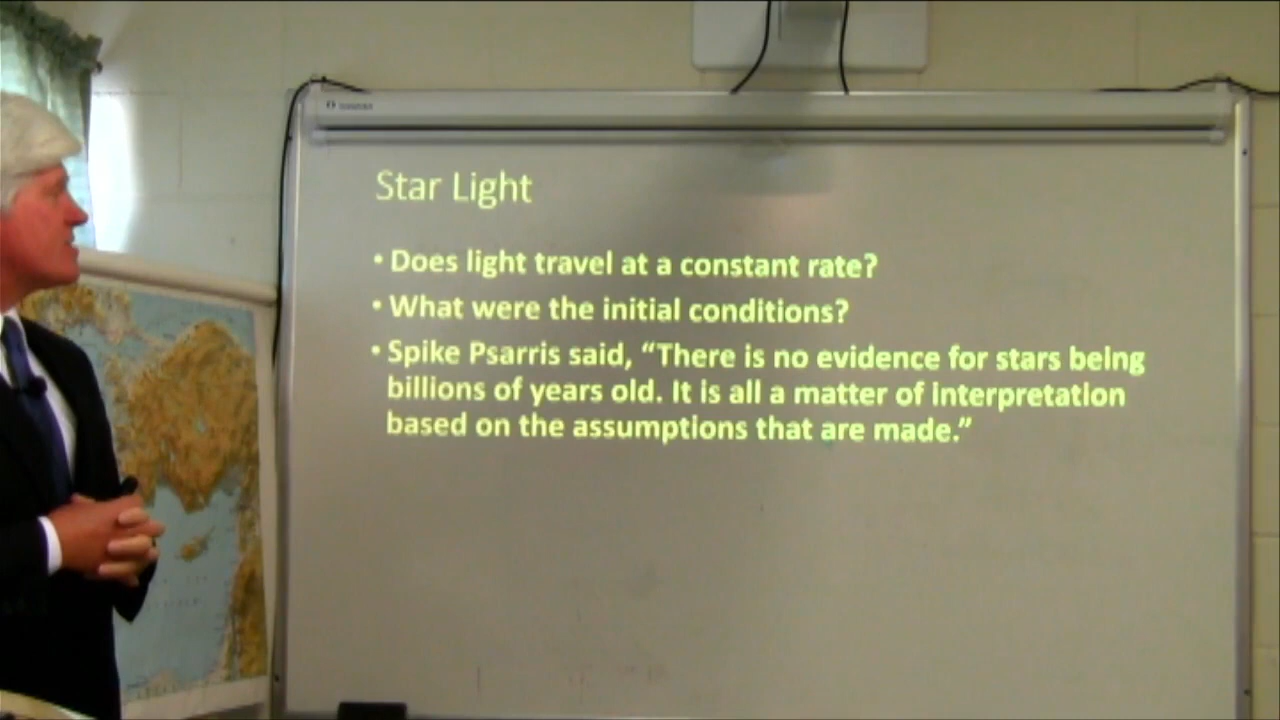 Star Light
• Does light travel at a constant rate?
• What were the initial conditions?
• Spike Psarris said, “There is no evidence for stars being
billions of years old. It is all a matter of interpretation
based on the assumptions that are made.”